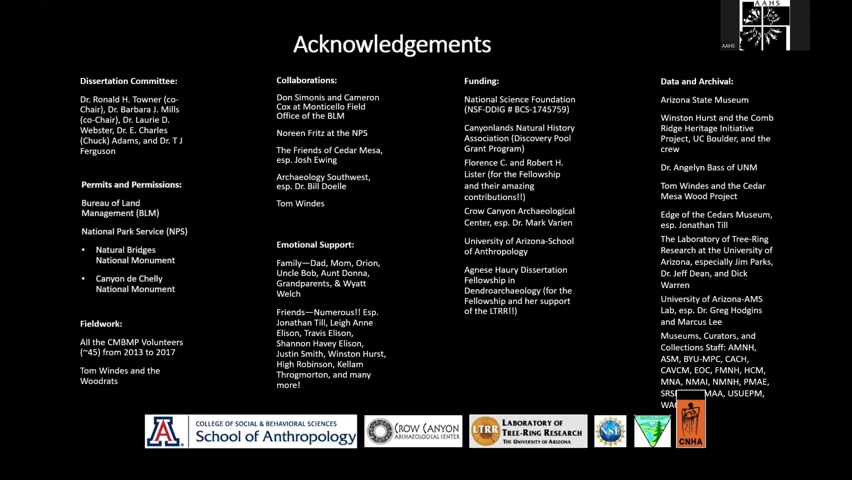 Acknowledgements
AAHS
AAHS
Dissertation Committee:
Dr. Ronald H. Towner (co-
Chair), Dr. Barbara J. Mills
(co-Chair), Dr. Laurie D.
Webster, Dr. E. Charles
(Chuck) Adams, and Dr. T J
Ferguson
Permits and Permissions:
Bureau of Land
Management (BLM)
National Park Service (NPS)
• Natural Bridges
National Monument
• Canyon de Chelly
National Monument
Fieldwork:
All the CMBMP Volunteers
(~45) from 2013 to 2017
Tom Windes and the
Woodrats
Collaborations:
Don Simonis and Cameron
Cox at Monticello Field
Office of the BLM
Noreen Fritz at the NPS
The Friends of Cedar Mesa,
esp. Josh Ewing
Archaeology Southwest,
esp. Dr. Bill Doelle
Tom Windes
Emotional Support:
Family—Dad, Mom, Orion,
Uncle Bob, Aunt Donna,
Grandparents, & Wyatt
Welch
Friends—Numerous!! Esp.
Jonathan Till, Leigh Anne
Elison, Travis Elison,
Shannon Havey Elison,
Justin Smith, Winston Hurst,
High Robinson, Kellam
Throgmorton, and many
more!
Funding:
National Science Foundation
(NSF-DDIG # BCS-1745759)
Canyonlands Natural History
Association (Discovery Pool
Grant Program)
Florence C. and Robert H.
Lister (for the Fellowship
and their amazing
contributions!!)
Crow Canyon Archaeological
Center, esp. Dr. Mark Varien
University of Arizona-School
of Anthropology
Agnese Haury Dissertation
Fellowship in
Dendroarchaeology (for the
Fellowship and her support
of the LTRR!!)
Data and Archival:
Arizona State Museum
Winston Hurst and the Comb
Ridge Heritage Initiative
Project, UC Boulder, and the
crew
Dr. Angelyn Bass of UNM
Tom Windes and the Cedar
Mesa Wood Project
Edge of the Cedars Museum,
esp. Jonathan Till
The Laboratory of Tree-Ring
Research at the University of
Arizona, especially Jim Parks,
Dr. Jeff Dean, and Dick
Warren
University of Arizona-AMS
Lab, esp. Dr. Greg Hodgins
and Marcus Lee
Museums, Curators, and
Collections Staff: AMNH,
ASM, BYU-MPC, CACH,
CAVCM, EOC, FMNH, HCM,
MNA, NMAI, NMNH, PMAE,
MAA, USUEPM,
A
COLLEGE OF SOCIAL & BEHAVIORAL SCIENCES
School of Anthropology
CROW CANYON
ARCHAEOLOGICAL CENTER
LTRR
LABORATORY OF
TREE-RING RESEARCH
THE UNIVERSITY OF ARIZONA
NSF
CNHA